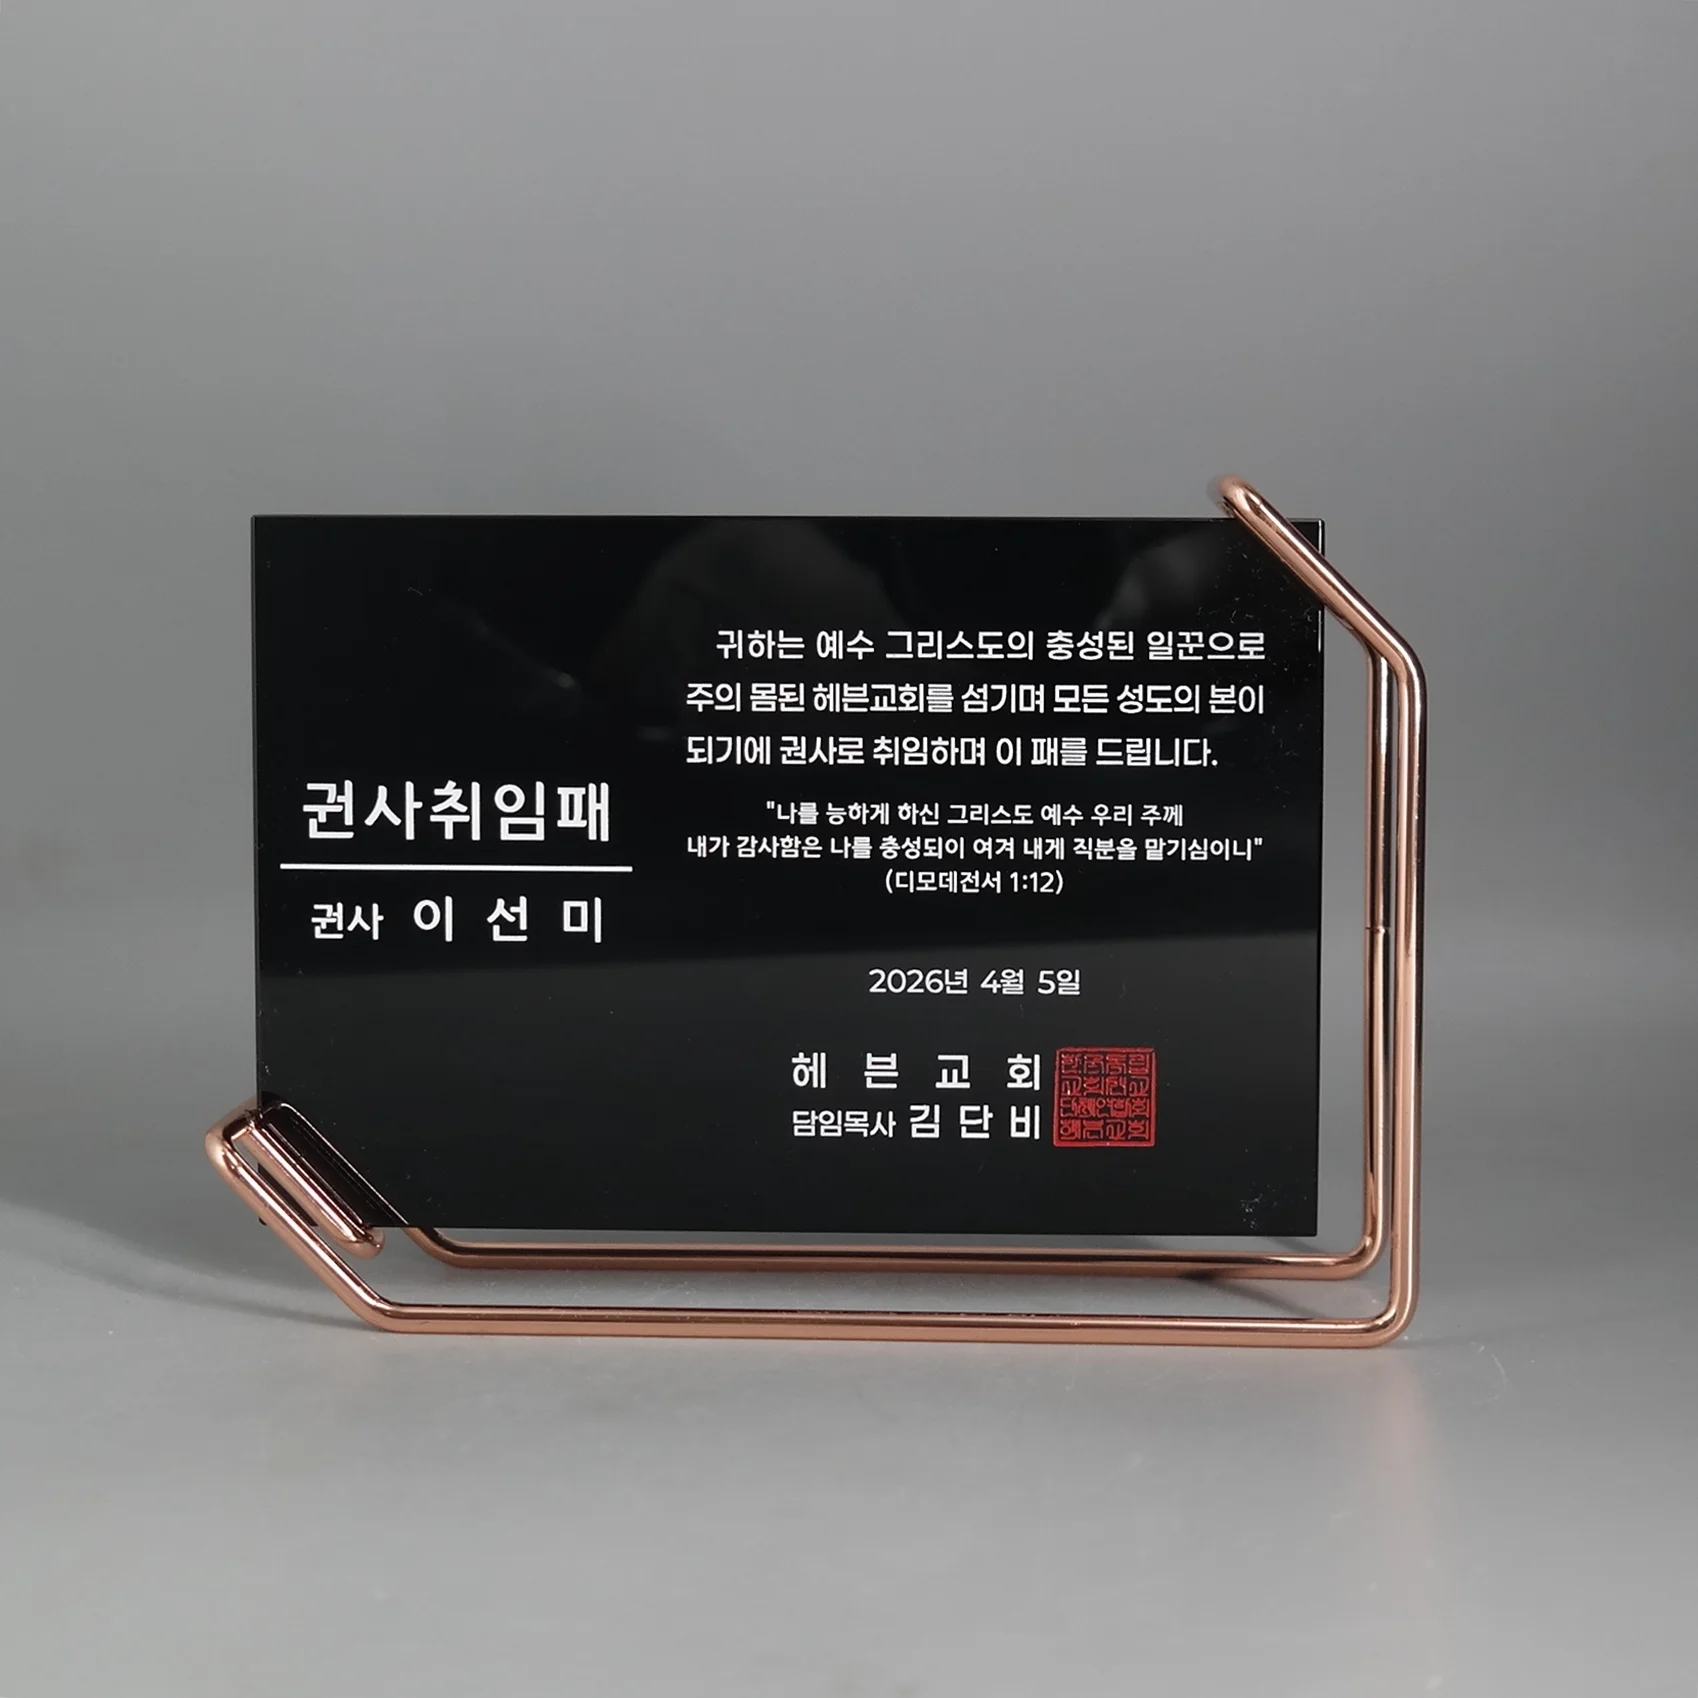 권사취임패
권사 이 선 미
귀하는 예수 그리스도의 충성된 일꾼으로
주의 몸된 헤븐교회를 섬기며 모든 성도의 본이
되기에 권사로 취임하며 이 패를 드립니다.
"나를 능하게 하신 그리스도 예수 우리 주께
내가 감사함은 나를 충성되이 여겨 내게 직분을 맡기심이니"
(디모데전서 1:12)
2026년 4월 5일
헤 븐 교 회
담임목사 김 단 비